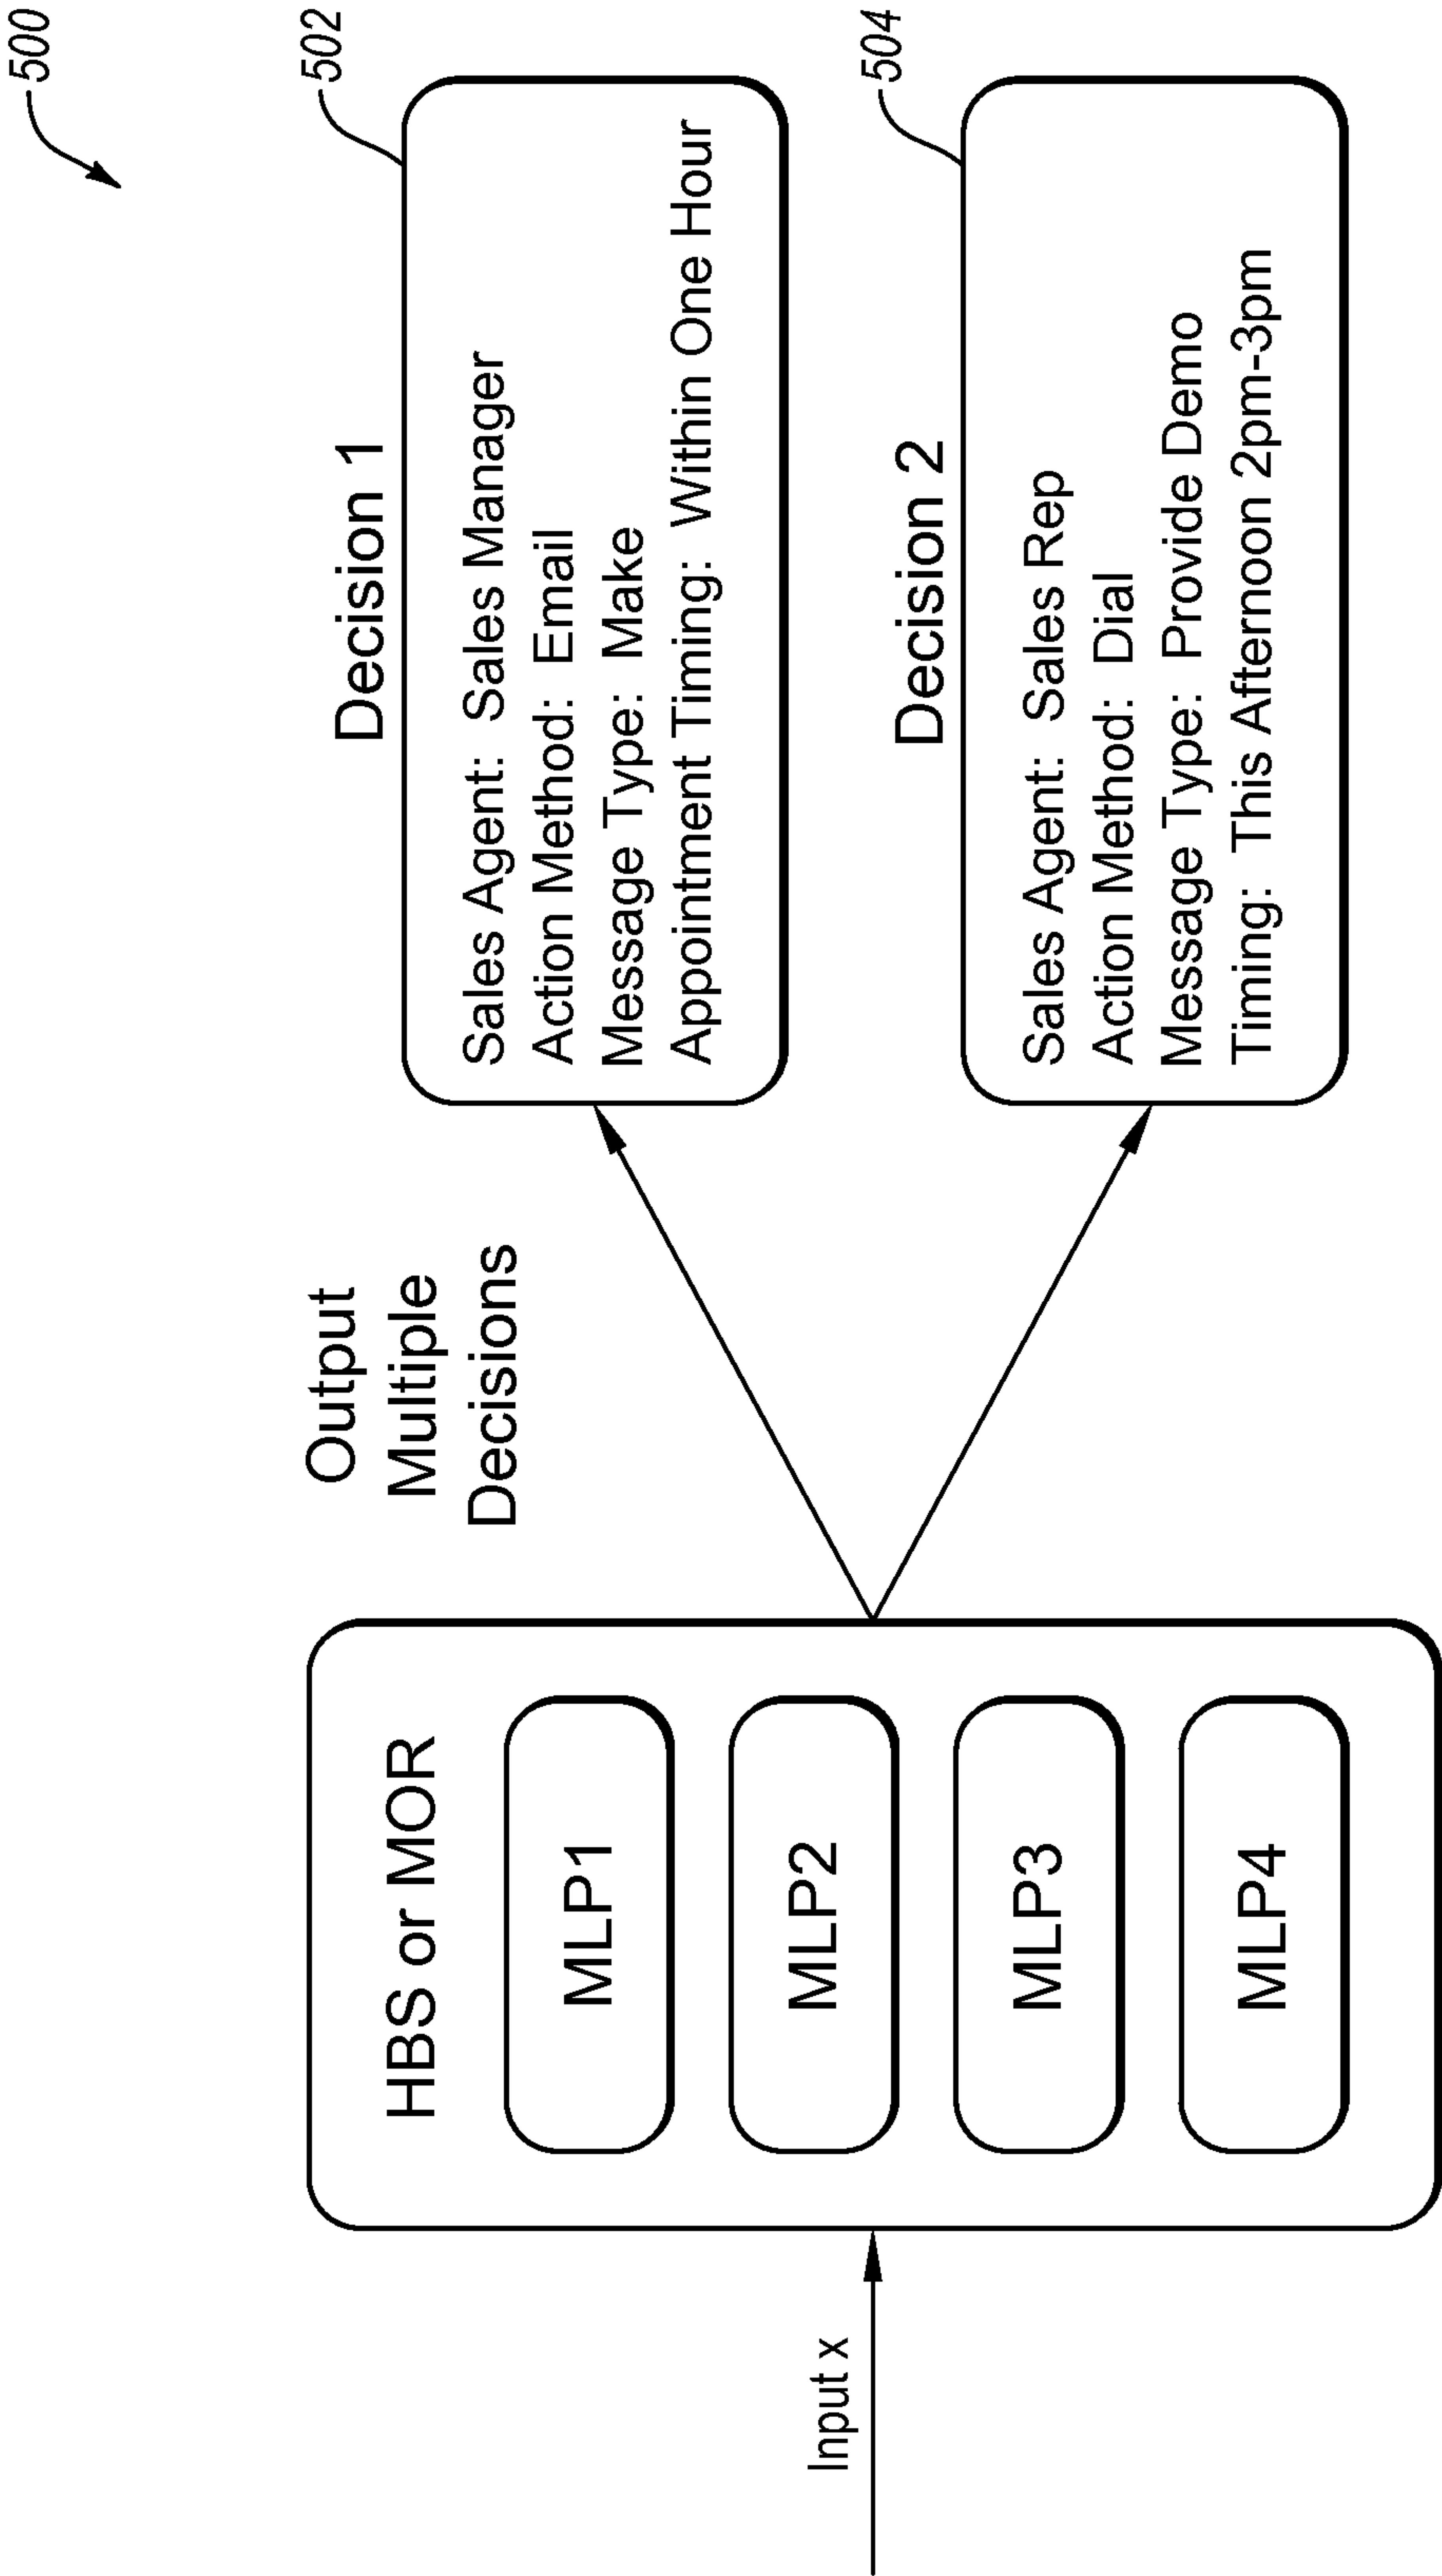 500
Input x
HBS or MOR
MLP1
MLP2
MLP3
MLP4
Output
Multiple
Decisions
Decision 1
502
Sales Agent: Sales Manager
Action Method: Email
Message Type: Make
Appointment Timing: Within One Hour
Decision 2
504
Sales Agent: Sales Rep
Action Method: Dial
Message Type: Provide Demo
Timing: This Afternoon 2pm-3pm